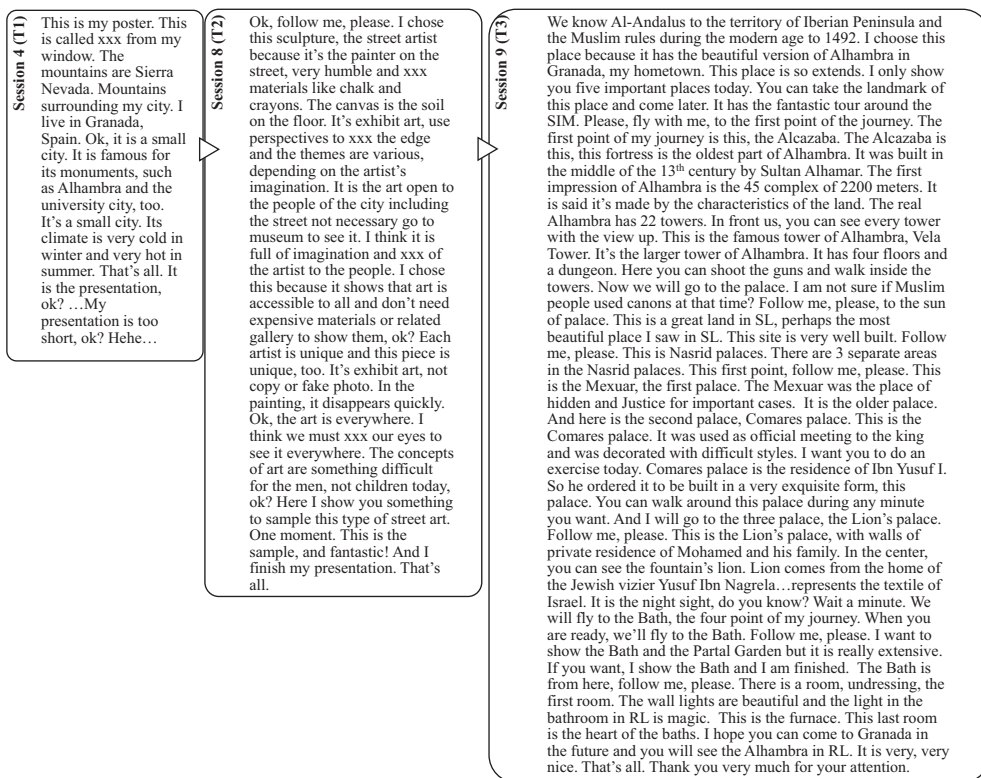 Session 4 (T1)
This is my poster. This
is called xxx from my
window. The
mountains are Sierra
Nevada. Mountains
surrounding my city. I
live in Granada,
Spain. Ok, it is a small
city. It is famous for
its monuments, such
as Alhambra and the
university city, too.
It's a small city. Its
climate is very cold in
winter and very hot in
summer. That's all. It
is the presentation,
ok? …My
presentation is too
short, ok? Hehe…
Session 8 (T2)
Ok, follow me, please. I chose
this sculpture, the street artist
because it's the painter on the
street, very humble and xxx
materials like chalk and
crayons. The canvas is the soil
on the floor. It's exhibit art, use
perspectives to xxx the edge
and the themes are various,
depending on the artist's
imagination. It is the art open to
the people of the city including
the street not necessary go to
museum to see it. I think it is
full of imagination and xxx of
the artist to the people. I chose
this because it shows that art is
accessible to all and don't need
expensive materials or related
gallery to show them, ok? Each
artist is unique and this piece is
unique, too. It's exhibit art, not
copy or fake photo. In the
painting, it disappears quickly.
Ok, the art is everywhere. I
think we must xxx our eyes to
see it everywhere. The concepts
of art are something difficult
for the men, not children today,
ok? Here I show you something
to sample this type of street art.
One moment. This is the
sample, and fantastic! And I
finish my presentation. That's
all.
Session 9 (T3)
We know Al-Andalus to the territory of Iberian Peninsula and
the Muslim rules during the modern age to 1492. I choose this
place because it has the beautiful version of Alhambra in
Granada, my hometown. This place is so extends. I only show
you five important places today. You can take the landmark of
this place and come later. It has the fantastic tour around the
SIM. Please, fly with me, to the first point of the journey. The
first point of my journey is this, the Alcazaba. The Alcazaba is
this, this fortress is the oldest part of Alhambra. It was built in
the middle of the 13th century by Sultan Alhamar. The first
impression of Alhambra is the 45 complex of 2200 meters. It
is said it's made by the characteristics of the land. The real
Alhambra has 22 towers. In front us, you can see every tower
with the view up. This is the famous tower of Alhambra, Vela
Tower. It's the larger tower of Alhambra. It has four floors and
a dungeon. Here you can shoot the guns and walk inside the
towers. Now we will go to the palace. I am not sure if Muslim
people used canons at that time? Follow me, please, to the sun
of palace. This is a great land in SL, perhaps the most
beautiful place I saw in SL. This site is very well built. Follow
me, please. This is Nasrid palaces. There are 3 separate areas
in the Nasrid palaces. This first point, follow me, please. This
is the Mexuar, the first palace. The Mexuar was the place of
hidden and Justice for important cases. It is the older palace.
And here is the second palace, Comares palace. This is the
Comares palace. It was used as official meeting to the king
and was decorated with difficult styles. I want you to do an
exercise today. Comares palace is the residence of Ibn Yusuf I.
So he ordered it to be built in a very exquisite form, this
palace. You can walk around this palace during any minute
you want. And I will go to the three palace, the Lion's palace.
Follow me, please. This is the Lion's palace, with walls of
private residence of Mohamed and his family. In the center,
you can see the fountain's lion. Lion comes from the home of
the Jewish vizier Yusuf Ibn Nagrela…represents the textile of
Israel. It is the night sight, do you know? Wait a minute. We
will fly to the Bath, the four point of my journey. When you
are ready, we'll fly to the Bath. Follow me, please. I want to
show the Bath and the Partal Garden but it is really extensive.
If you want, I show the Bath and I am finished. The Bath is
from here, follow me, please. There is a room, undressing, the
first room. The wall lights are beautiful and the light in the
bathroom in RL is magic. This is the furnace. This last room
is the heart of the baths. I hope you can come to Granada in
the future and you will see the Alhambra in RL. It is very, very
nice. That's all. Thank you very much for your attention.